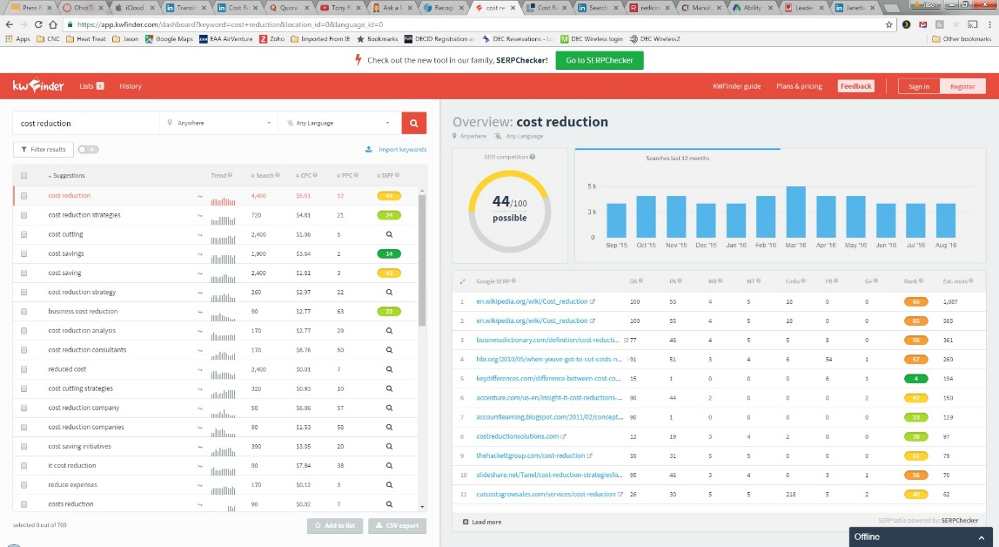 Press F
Ohio T
iCloud
Transiti
Cost Re
Quora
Tony R
Ask a
Recog
cost re
Cost R
Search
redicir
Manul
Ability
Leade
Janett
Jason
https://app.kwfinder.com/dashboard?keyword=cost+reduction&location_id=0&language_id=0
Apps CNC Heat Treat Jason Google Maps EAA AirVenture Zoho Imported From IE Bookmarks DECID Registration DEC Reservations DEC Wireless login DEC Wireless2 Other bookmarks
Check out the new tool in our family, SERPChecker! Go to SERPChecker
kwfinder Lists History KWFinder guide Plans & pricing Feedback Sign in Register
cost reduction Anywhere Any Language
Filter results Import keywords
Suggestions Trend Search CPC PPC DIFF
cost reduction 4,400 $5.51 12 44
cost reduction strategies 720 $4.81 21 34
cost cutting 2,400 $1.06 5
cost savings 1,900 $3.64 2 14
cost saving 2,400 $1.81 3 43
cost reduction strategy 260 $2.97 22
business cost reduction 90 $2.77 63 22
cost reduction analysis 170 $2.77 29
cost reduction consultants 170 $8.76 50
reduced cost 2,400 $0.01 7
cost cutting strategies 320 $0.93 10
cost reduction company 50 $6.06 57
cost reduction companies 90 $1.53 58
cost saving initiatives 390 $3.05 20
it cost reduction 90 $7.84 38
reduce expenses 170 $0.12 3
costs reduction 90 $0.02 7
selected 0 out of 700 Add to list CSV export
Overview: cost reduction
Anywhere Any Language
SEO competition
44/100
possible
Searches last 12 months
5 k
3 k
0
Sep '15 Oct '15 Nov '15 Dec '15 Jan '16 Feb '16 Mar '16 Apr '16 May '16 Jun '16 Jul '16 Aug '16
Google SERP DA PA MR MT Links FB G+ Rank Est. visits
1 en.wikipedia.org/wiki/Cost_reduction 100 55 4 5 18 0 0 65 1,087
2 en.wikipedia.org/wiki/Cost_reduction 100 55 4 5 18 0 0 65 585
3 businessdictionary.com/definition/cost-reducti... 77 46 4 5 5 8 0 56 361
4 hbr.org/2010/05/when-youve-got-to-cut-costs-n... 91 51 3 4 6 54 1 57 260
5 keydifferences.com/difference-between-cost-co... 15 1 0 0 0 6 1 4 194
6 accenture.com/us-en/insight-it-cost-reductions-... 90 44 2 0 0 0 2 42 150
7 accountlearning.blogspot.com/2011/02/concept... 90 1 0 0 0 0 0 23 119
8 costreductionsolutions.com 12 19 3 4 2 0 0 28 97
9 thehackettgroup.com/cost-reduction 55 31 5 5 0 0 0 79
10 slideshare.net/Tanel/cost-reduction-strategiesfo... 95 46 3 4 0 3 1 56 70
11 cutcostsgrowsales.com/services/cost-reduction 26 30 5 5 218 5 2 40 62
Load more SERP table powered by: SERPChecker
Offline